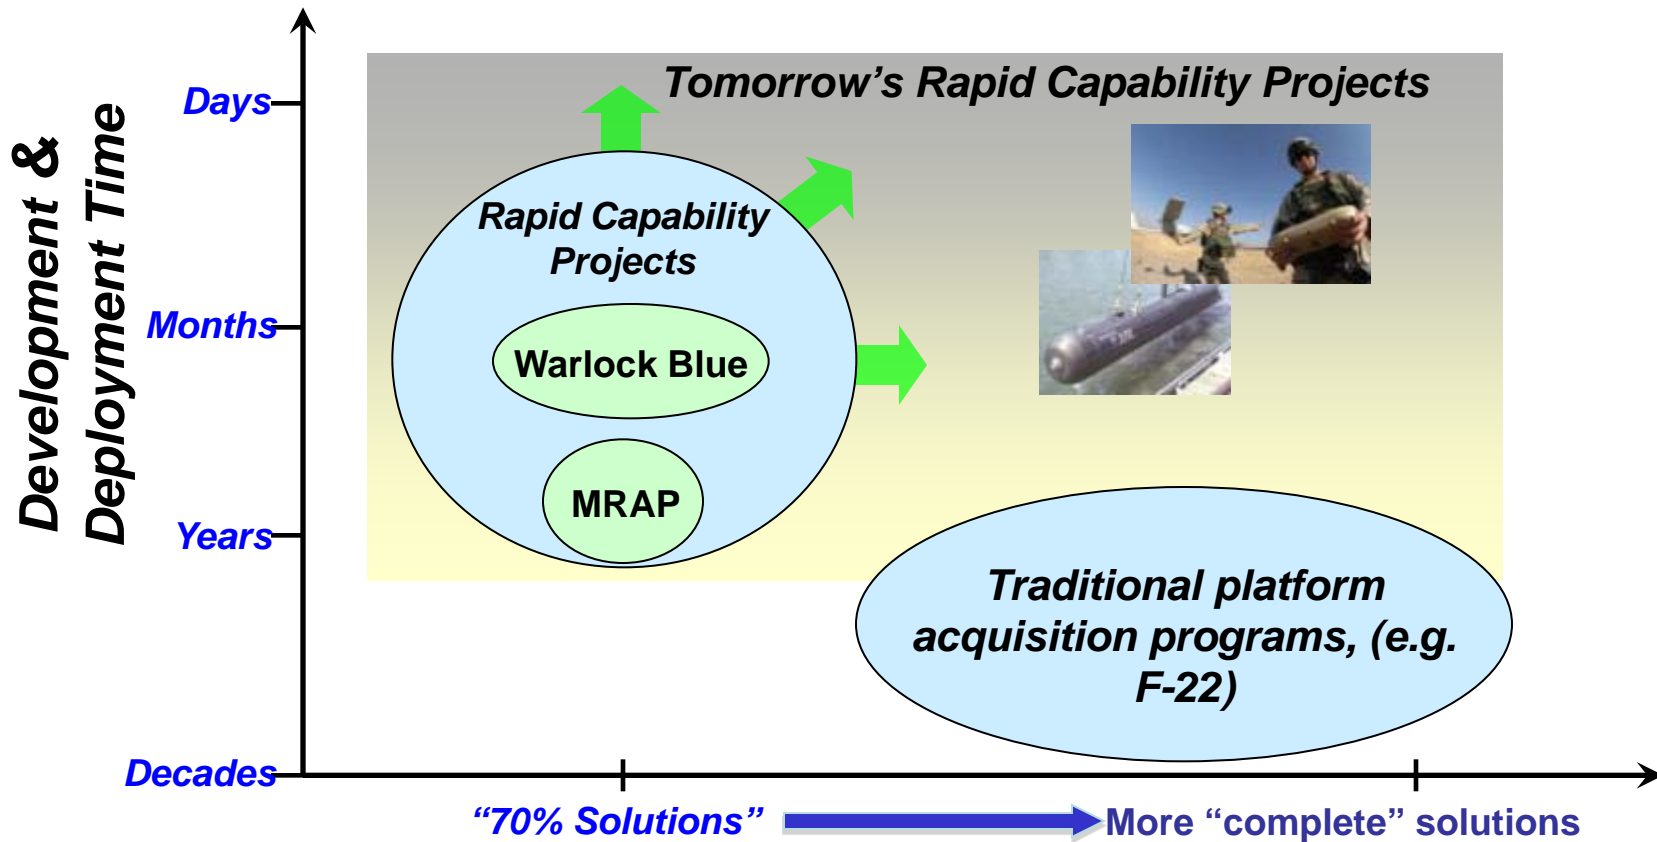 Development &
Deployment Time
Days
Months
Years
Decades
Tomorrow's Rapid Capability Projects
Rapid Capability
Projects
Warlock Blue
MRAP
Traditional platform
acquisition programs, (e.g.
F-22)
“70% Solutions”
More “complete” solutions